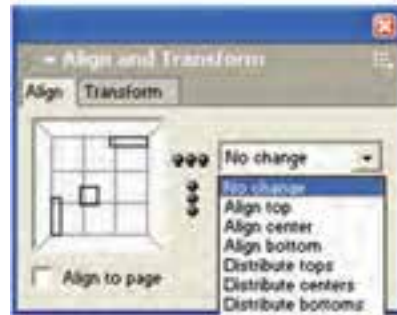 Align and Transform
Align Transform
No change
No change
Align top
Align center
Align bottom
Distribute tops
Align to page
Distribute centers
Distribute bottoms